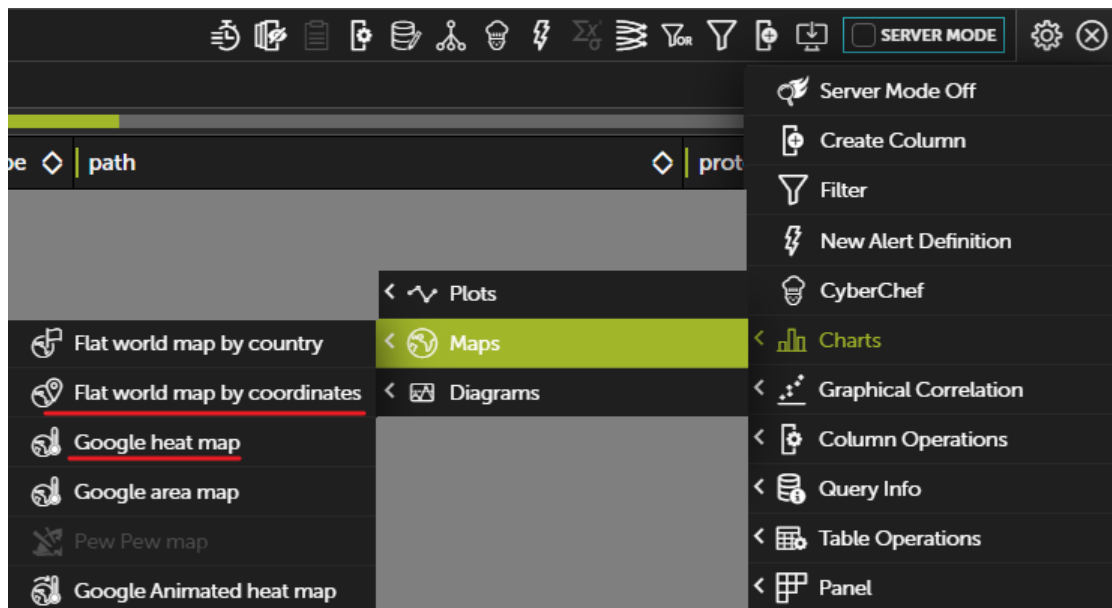 SERVER MODE
Server Mode Off
Create Column
pe
path
prot
Filter
New Alert Definition
CyberChef
Plots
Flat world map by country
Maps
Charts
Flat world map by coordinates
Diagrams
Graphical Correlation
Google heat map
Column Operations
Google area map
Query Info
Pew Pew map
Table Operations
Google Animated heat map
Panel
OR